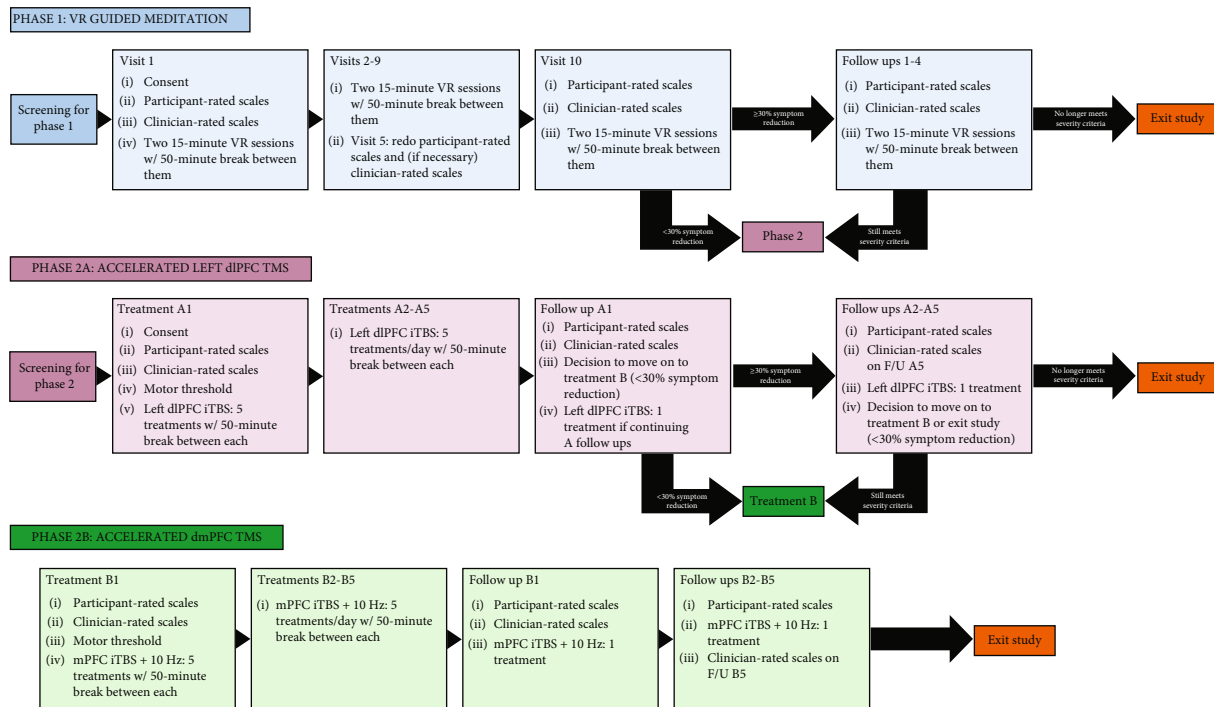 PHASE 1: VR GUIDED MEDITATION
Screening for
phase 1
Visit 1
(i) Consent
(ii) Participant-rated scales
(iii) Clinician-rated scales
(iv) Two 15-minute VR sessions
w/ 50-minute break between
them
Visits 2-9
(i) Two 15-minute VR sessions
w/ 50-minute break between
them
(ii) Visit 5: redo participant-rated
scales and (if necessary)
clinician-rated scales
Visit 10
(i) Participant-rated scales
(ii) Clinician-rated scales
(iii) Two 15-minute VR sessions
w/ 50-minute break between
them
≥30% symptom
reduction
Follow ups 1-4
(i) Participant-rated scales
(ii) Clinician-rated scales
(iii) Two 15-minute VR sessions
w/ 50-minute break between
them
No longer meets
severity criteria
Exit study
<30% symptom
reduction
Phase 2
Still meets
severity criteria
PHASE 2A: ACCELERATED LEFT dlPFC TMS
Screening for
phase 2
Treatment A1
(i) Consent
(ii) Participant-rated scales
(iii) Clinician-rated scales
(iv) Motor threshold
(v) Left dlPFC iTBS: 5
treatments w/ 50-minute
break between each
Treatments A2-A5
(i) Left dlPFC iTBS: 5
treatments/day w/ 50-minute
break between each
Follow up A1
(i) Participant-rated scales
(ii) Clinician-rated scales
(iii) Decision to move on to
treatment B (<30% symptom
reduction)
(iv) Left dlPFC iTBS: 1
treatment if continuing
A follow ups
≥30% symptom
reduction
Follow ups A2-A5
(i) Participant-rated scales
(ii) Clinician-rated scales
on F/U A5
(iii) Left dlPFC iTBS: 1 treatment
(iv) Decision to move on to
treatment B or exit study
(<30% symptom reduction)
No longer meets
severity criteria
Exit study
<30% symptom
reduction
Treatment B
Still meets
severity criteria
PHASE 2B: ACCELERATED dmPFC TMS
Treatment B1
(i) Participant-rated scales
(ii) Clinician-rated scales
(iii) Motor threshold
(iv) mPFC iTBS + 10 Hz: 5
treatments w/ 50-minute
break between each
Treatments B2-B5
(i) mPFC iTBS + 10 Hz: 5
treatments/day w/ 50-minute
break between each
Follow up B1
(i) Participant-rated scales
(ii) Clinician-rated scales
(iii) mPFC iTBS + 10 Hz: 1
treatment
Follow ups B2-B5
(i) Participant-rated scales
(ii) mPFC iTBS + 10 Hz: 1
treatment
(iii) Clinician-rated scales on
F/U B5
Exit study